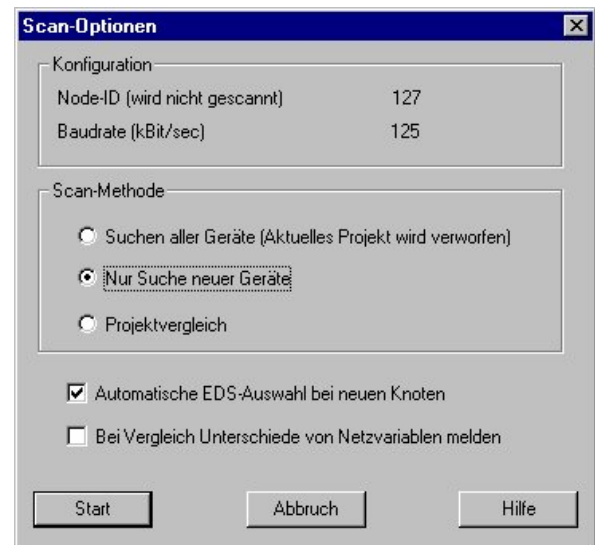 Scan-Optionen
Konfiguration
Node-ID (wird nicht gescannt) 127
Baudrate (kBit/sec) 125
Scan-Methode
Suchen aller Geräte (Aktuelles Projekt wird verworfen)
Nur Suche neuer Geräte
Projektvergleich
Automatische EDS-Auswahl bei neuen Knoten
Bei Vergleich Unterschiede von Netzvariablen melden
Start Abbruch Hilfe